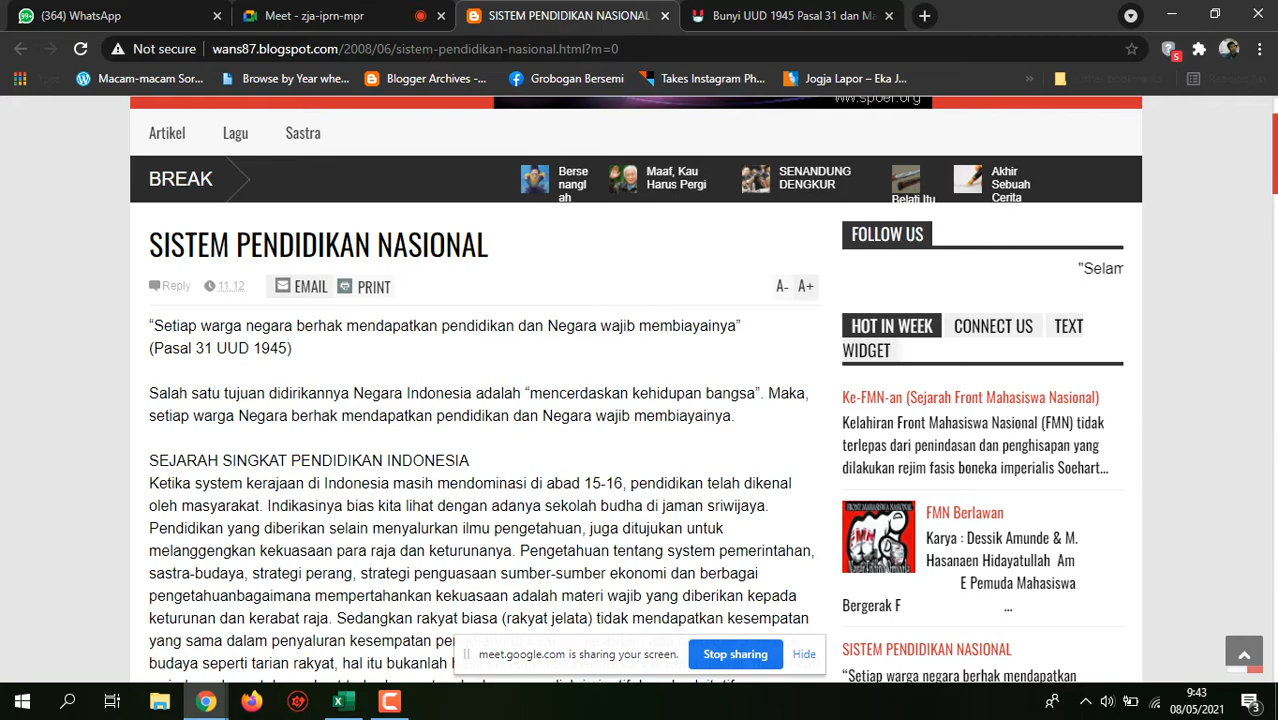 (364) WhatsApp
Meet - zja-iprn-mpr
SISTEM PENDIDIKAN NASIONAL
Bunyi UUD 1945 Pasal 31 dan Ma
Not secure
wans87.blogspot.com/2008/06/sistem-pendidikan-nasional.html?m=0
5
Macam-macam Sor...
Browse by Year whe...
Blogger Archives -...
Grobogan Bersemi
Takes Instagram Ph...
Jogja Lapor – Eka J...
»
ww.spoer.org
Artikel
Lagu
Sastra
BREAK
Berse
nangl
ah
Maaf, Kau
Harus Pergi
SENANDUNG
DENGKUR
Belati Itu
Akhir
Sebuah
Cerita
SISTEM PENDIDIKAN NASIONAL
Reply
11.12
EMAIL
PRINT
A-
A+
“Setiap warga negara berhak mendapatkan pendidikan dan Negara wajib membiayainya”
(Pasal 31 UUD 1945)
Salah satu tujuan didirikannya Negara Indonesia adalah “mencerdaskan kehidupan bangsa”. Maka,
setiap warga Negara berhak mendapatkan pendidikan dan Negara wajib membiayainya.
SEJARAH SINGKAT PENDIDIKAN INDONESIA
Ketika system kerajaan di Indonesia masih mendominasi di abad 15-16, pendidikan telah dikenal
oleh masyarakat. Indikasinya bias kita lihat dengan adanya sekolah budha di jaman sriwijaya.
Pendidikan yang diberikan selain menyalurkan ilmu pengetahuan, juga ditujukan untuk
melanggengkan kekuasaan para raja dan keturunanya. Pengetahuan tentang system pemerintahan,
sastra-budaya, strategi perang, strategi penguasaan sumber-sumber ekonomi dan berbagai
pengetahuanbagaimana mempertahankan kekuasaan adalah materi wajib yang diberikan kepada
keturunan dan kerabat raja. Sedangkan rakyat biasa (rakyat jelata) tidak mendapatkan kesempatan
yang sama dalam penyaluran kesempatan
budaya seperti tarian rakyat, hal itu bukanlah
FOLLOW US
"Selam
HOT IN WEEK
CONNECT US
TEXT
WIDGET
Ke-FMN-an (Sejarah Front Mahasiswa Nasional)
Kelahiran Front Mahasiswa Nasional (FMN) tidak
terlepas dari penindasan dan penghisapan yang
dilakukan rejim fasis boneka imperialis Soehart...
FMN Berlawan
Karya : Dessik Amunde & M.
Hasanaen Hidayatullah Am
E Pemuda Mahasiswa
Bergerak F ...
SISTEM PENDIDIKAN NASIONAL
“Setiap warga negara berhak mendapatkan
meet.google.com is sharing your screen.
Stop sharing
Hide
9:43
08/05/2021
3